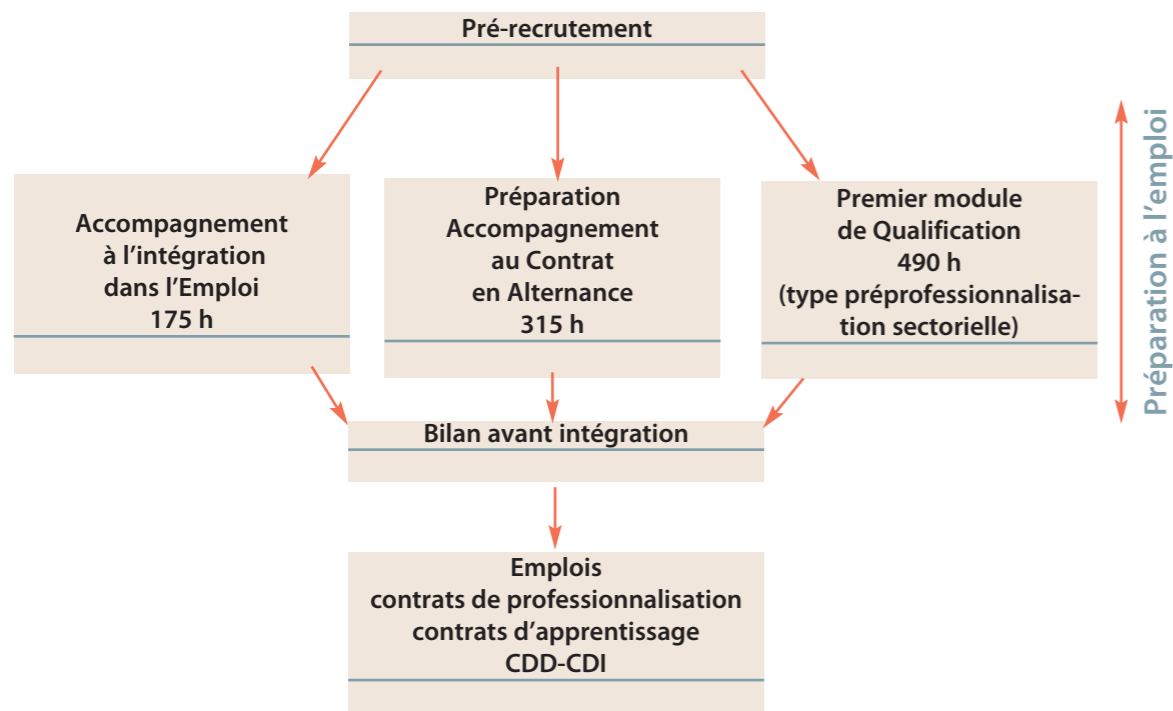 Pré-recrutement
Accompagnement
à l’intégration
dans l’Emploi
175 h
Préparation
Accompagnement
au Contrat
en Alternance
315 h
Premier module
de Qualification
490 h
(type préprofessionnalisa-
tion sectorielle)
Préparation à l’emploi
Bilan avant intégration
Emplois
contrats de professionnalisation
contrats d’apprentissage
CDD-CDI